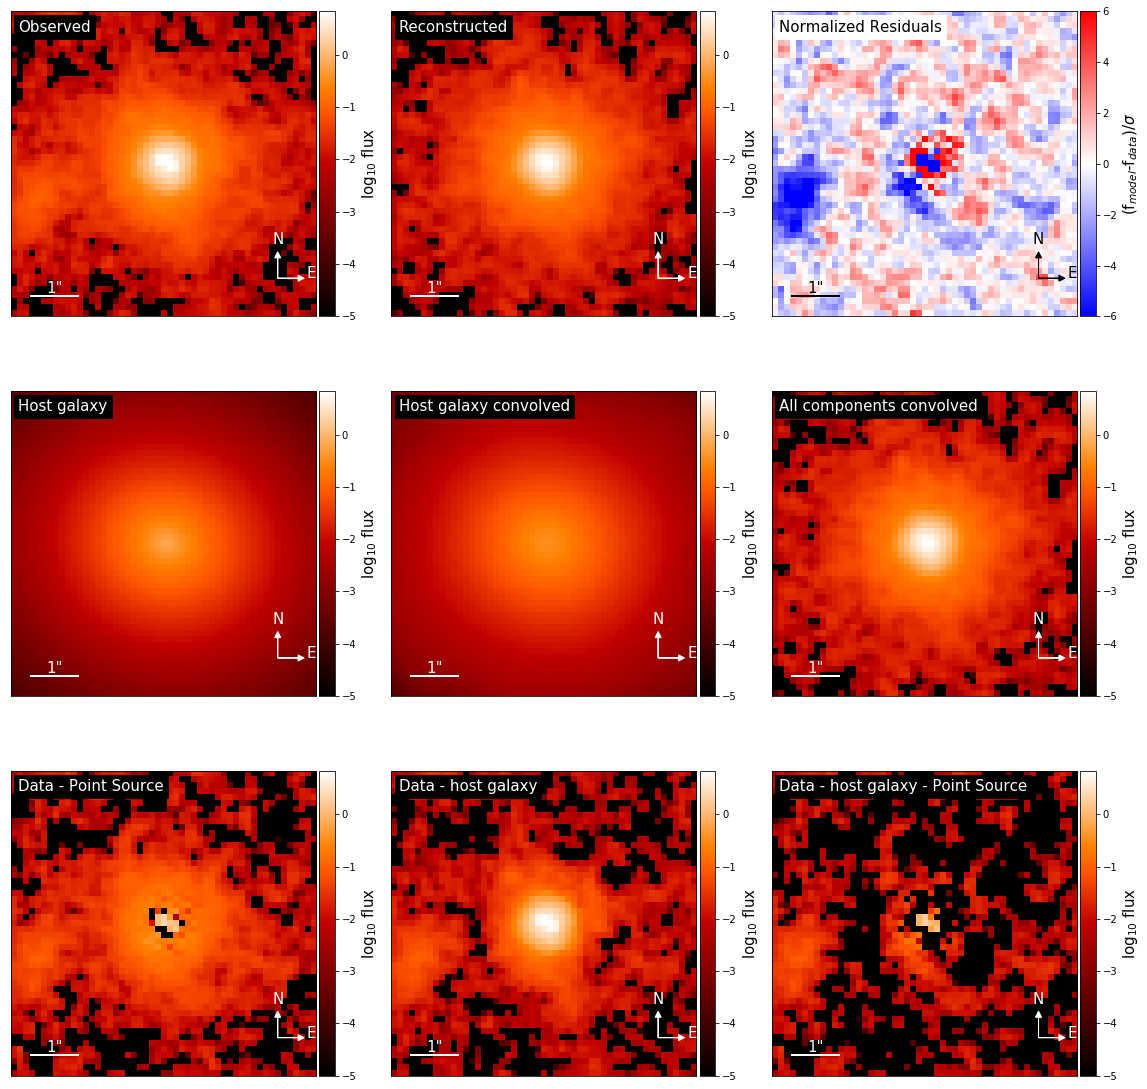 Observed
N
E
1"
0
−1
−2
−3
−4
−5
log₁₀ flux
Reconstructed
N
E
1"
0
−1
−2
−3
−4
−5
log₁₀ flux
Normalized Residuals
N
E
1"
6
4
2
0
−2
−4
−6
(f_model-f_data)/σ
Host galaxy
N
E
1"
0
−1
−2
−3
−4
−5
log₁₀ flux
Host galaxy convolved
N
E
1"
0
−1
−2
−3
−4
−5
log₁₀ flux
All components convolved
N
E
1"
0
−1
−2
−3
−4
−5
log₁₀ flux
Data - Point Source
N
E
1"
0
−1
−2
−3
−4
−5
log₁₀ flux
Data - host galaxy
N
E
1"
0
−1
−2
−3
−4
−5
log₁₀ flux
Data - host galaxy - Point Source
N
E
1"
0
−1
−2
−3
−4
−5
log₁₀ flux